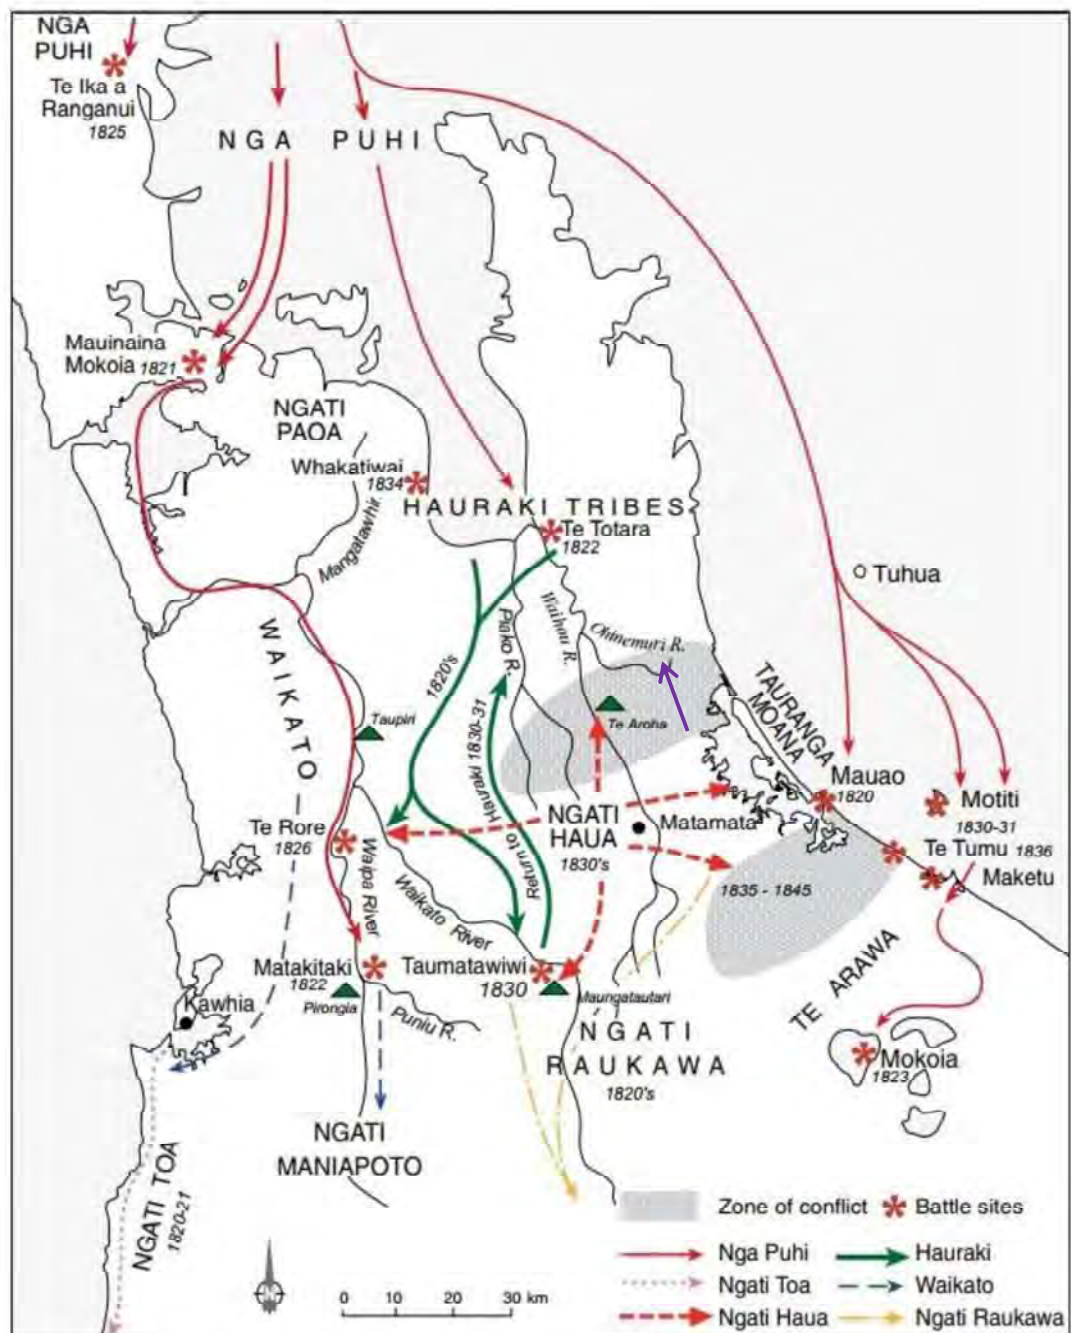 NGA
PUHI
Te Ika a
Ranganui
1825
NGA PUHI
Mauinaina
Mokoia 1821
NGATI
PAOA
Whakatiwai
1834
HAURAKI TRIBES
Te Totara
1822
Mangatawhiri
Tuhua
WAIKATO
1820's
Piako R.
Waihou R.
Ohinemuri R.
Taupiri
Te Aroha
Return to Hauraki 1830-31
TAURANGA
MOANA
Mauao
1820
Motiti
1830-31
Te Tumu 1836
Maketu
NGATI
HAUA
1830's
Matamata
Te Rore
1826
Waipa River
Waikato River
1835 - 1845
Matakitaki
1822
Pirongia
Taumatawiwi
1830
Maungatautari
Kawhia
Puniu R.
TE ARAWA
NGATI
RAUKAWA
1820's
Mokoia
1823
NGATI
MANIAPOTO
NGATI TOA
1820-21
Zone of conflict
Battle sites
Nga Puhi
Hauraki
Ngati Toa
Waikato
Ngati Haua
Ngati Raukawa
0 10 20 30 km